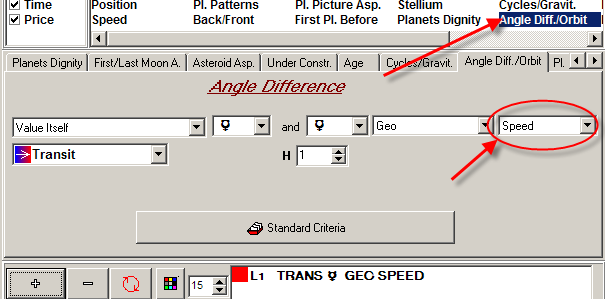 Time Position Pl. Patterns Pl. Picture Asp. Stellium Cycles/Gravit.
Price Speed Back/Front First Pl. Before Planets Dignity Angle Diff./Orbit
Planets Dignity First/Last Moon A. Asteroid Asp. Under Constr. Age Cycles/Gravit. Angle Diff./Orbit Pl.
Angle Difference
Value Itself ☿ and ☿ Geo Speed
Transit H 1
Standard Criteria
+ − 15 L1 TRANS ☿ GEO SPEED